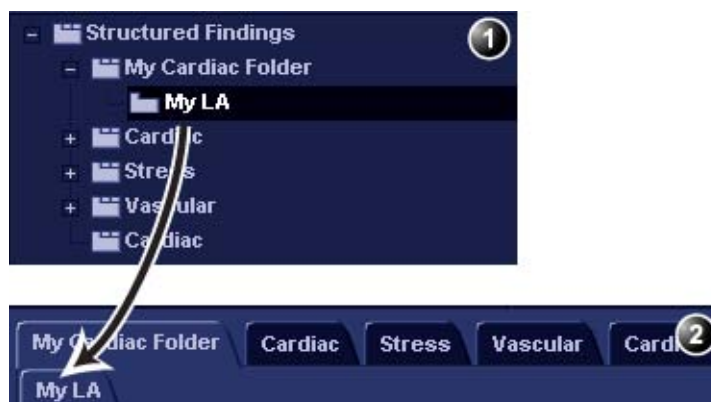 Structured Findings
1
My Cardiac Folder
My LA
Cardiac
Stress
Vascular
Cardiac
My Cardiac Folder Cardiac Stress Vascular Cardi
2
My LA